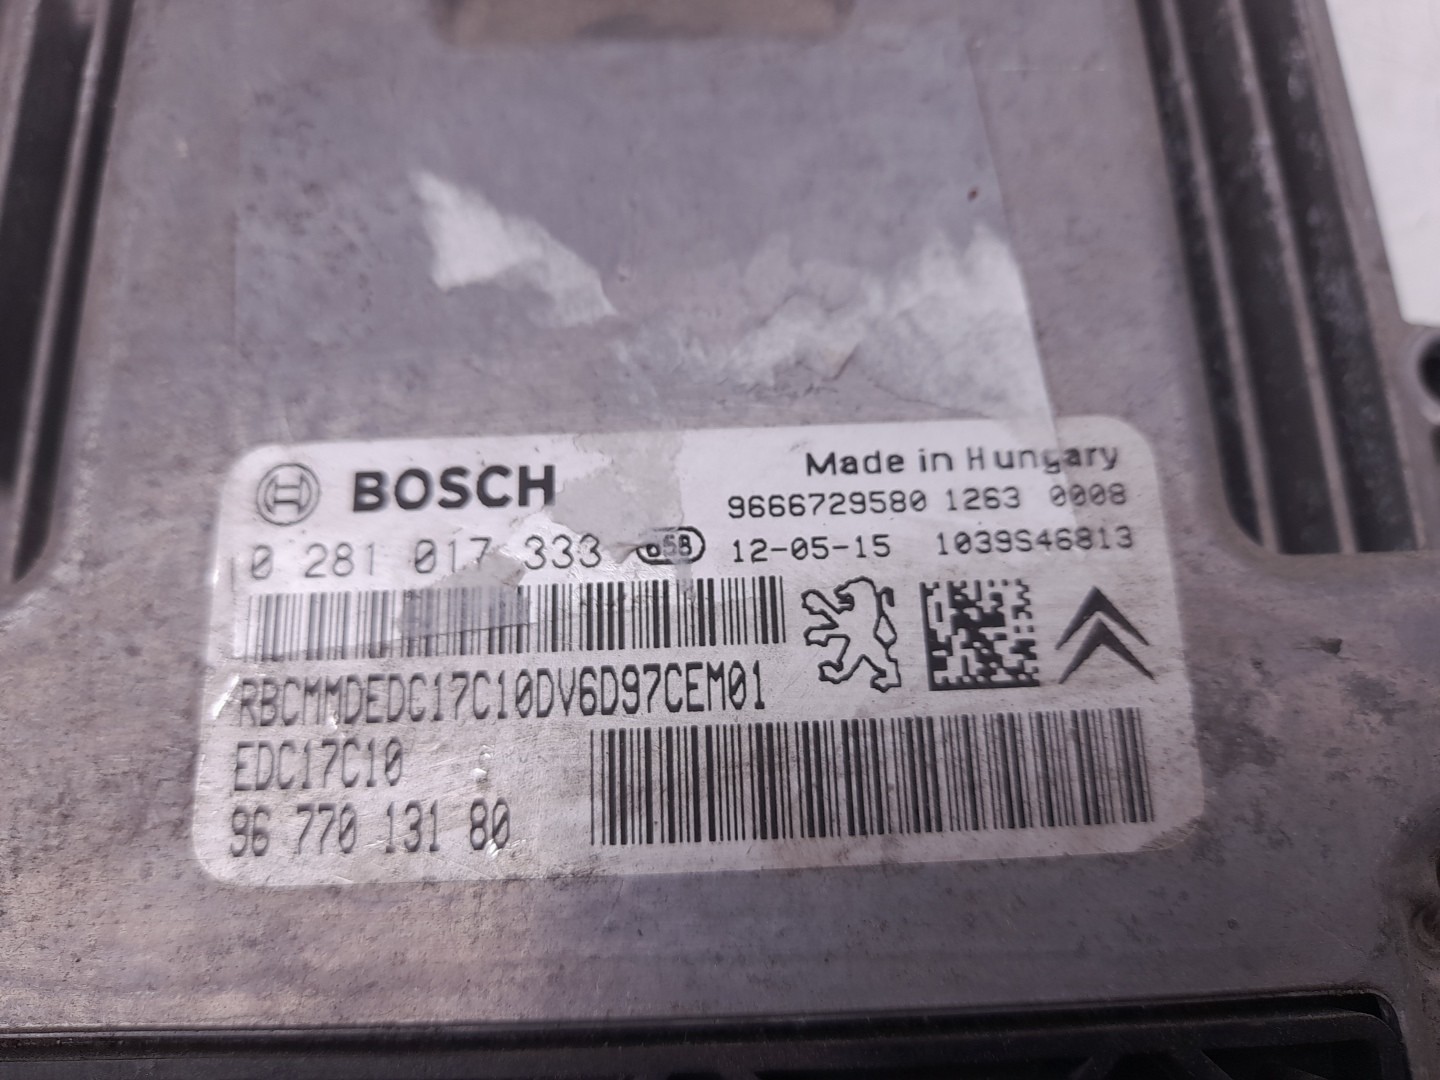 BOSCH
Made in Hungary
9666729580 1263 0008
0 281 017 333 12-05-15 1039S46813
RBCMMDEDC17C10DV6D97CEM01
EDC17C10
96 770 131 80